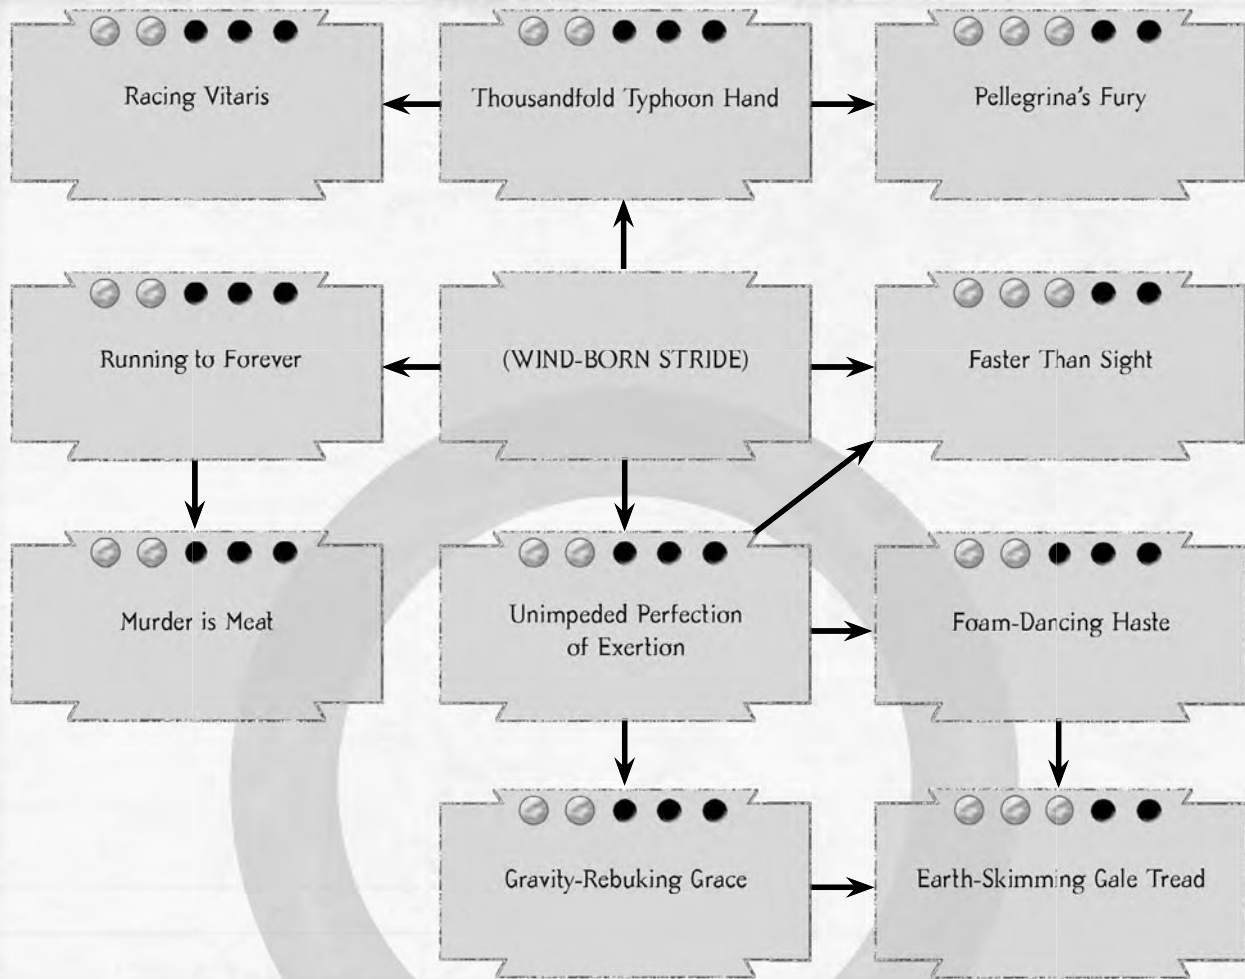 Racing Vitaris
Thousandfold Typhoon Hand
Pellegrina's Fury
Running to Forever
(WIND-BORN STRIDE)
Faster Than Sight
Murder is Meat
Unimpeded Perfection
of Exertion
Foam-Dancing Haste
Gravity-Rebuking Grace
Earth-Skimming Gale Tread